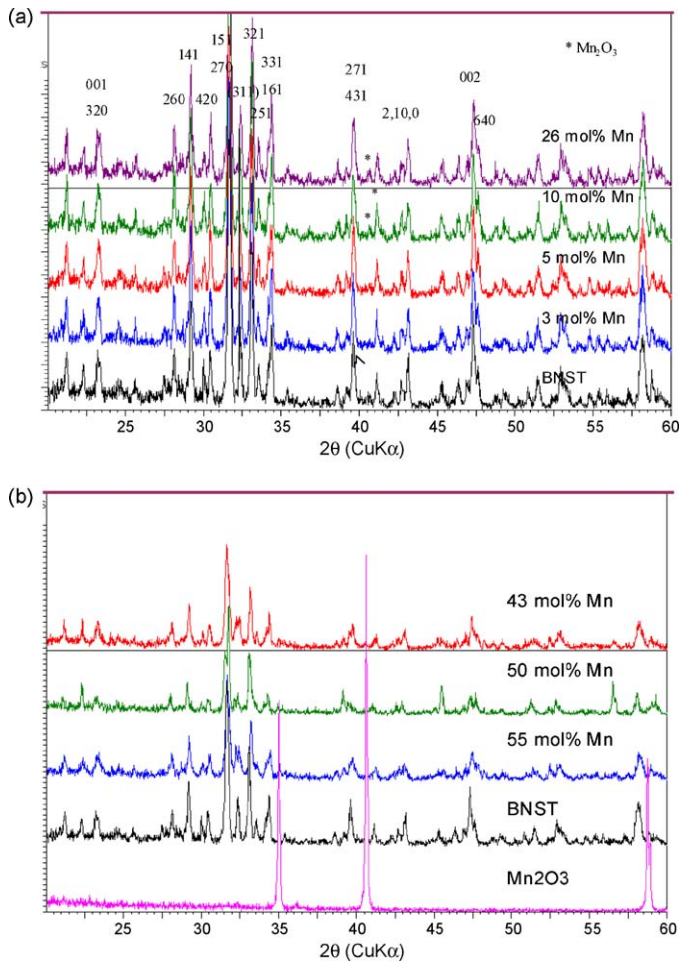 (a)
321
151
* Mn2O3
141
331
271
002
001
270
260
420
(311)
161
431
2,10,0
320
251
640
26 mol% Mn
*
*
10 mol% Mn
*
5 mol% Mn
3 mol% Mn
BNST
25 30 35 40 45 50 55 60
2θ (CuKα)
(b)
43 mol% Mn
50 mol% Mn
55 mol% Mn
BNST
Mn2O3
25 30 35 40 45 50 55 60
2θ (CuKα)